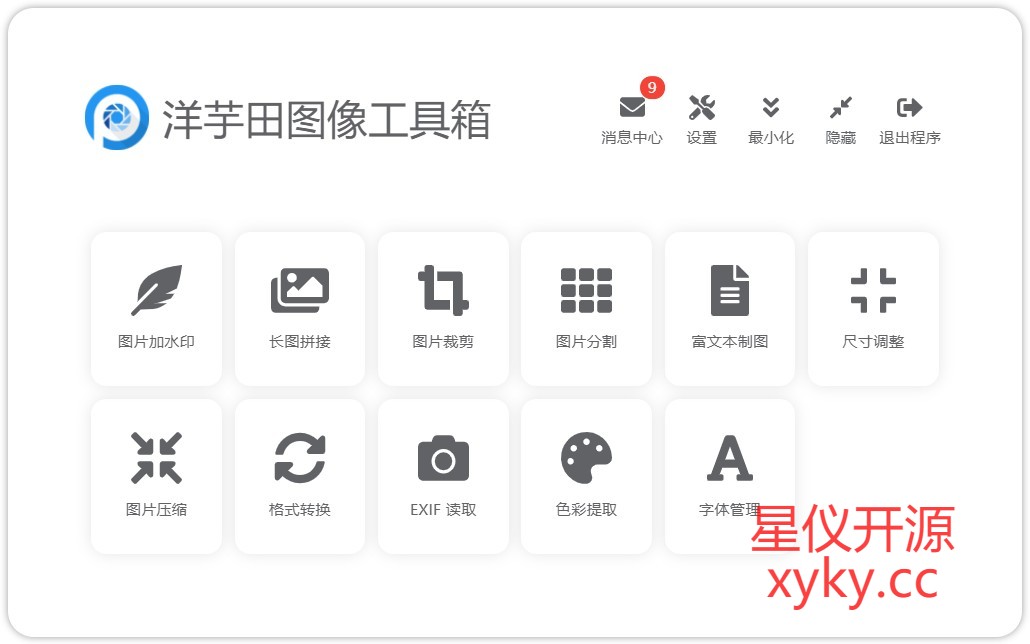 洋芋田图像工具箱
9
消息中心 设置 最小化 隐藏 退出程序
图片加水印 长图拼接 图片裁剪 图片分割 富文本制图 尺寸调整
图片压缩 格式转换 EXIF 读取 色彩提取 字体管理
星仪开源
xyky.cc